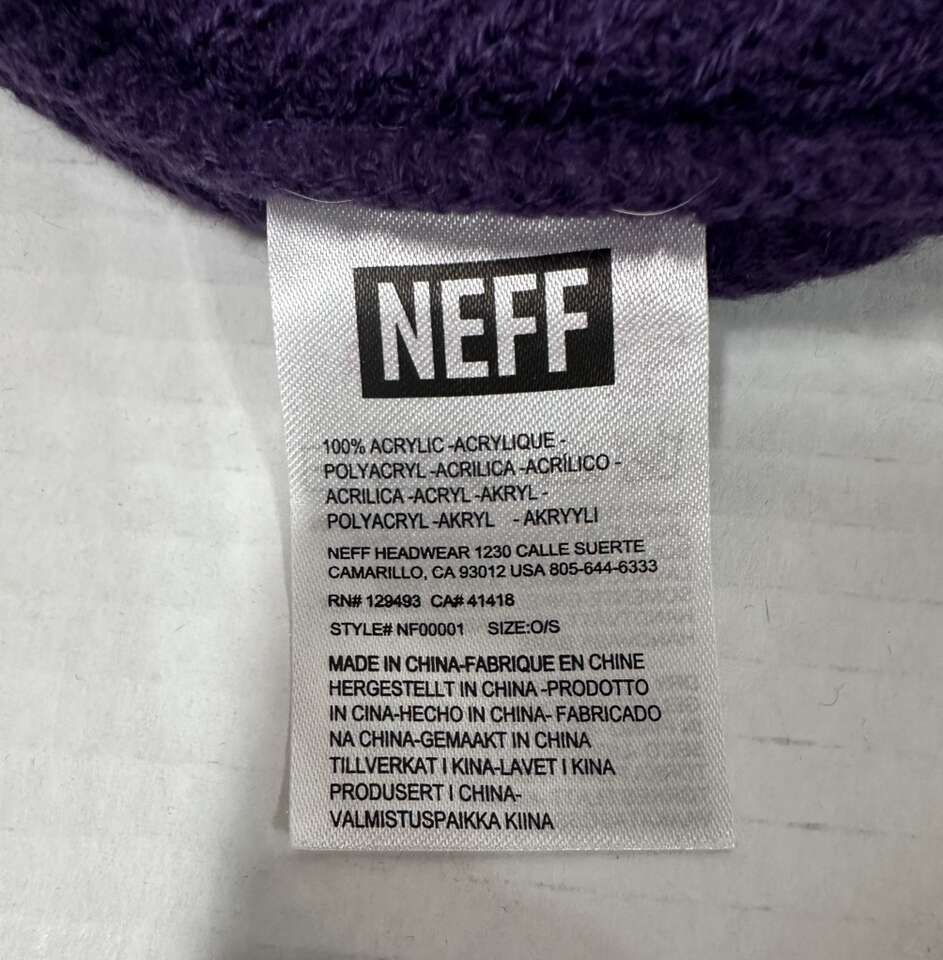 NEFF
100% ACRYLIC -ACRYLIQUE -
POLYACRYL -ACRILICA -ACRÍLICO -
ACRILICA -ACRYL -AKRYL -
POLYACRYL -AKRYL - AKRYYLI
NEFF HEADWEAR 1230 CALLE SUERTE
CAMARILLO, CA 93012 USA 805-644-6333
RN# 129493 CA# 41418
STYLE# NF00001 SIZE:O/S
MADE IN CHINA-FABRIQUE EN CHINE
HERGESTELLT IN CHINA -PRODOTTO
IN CINA-HECHO IN CHINA- FABRICADO
NA CHINA-GEMAAKT IN CHINA
TILLVERKAT I KINA-LAVET I KINA
PRODUSERT I CHINA-
VALMISTUSPAIKKA KIINA